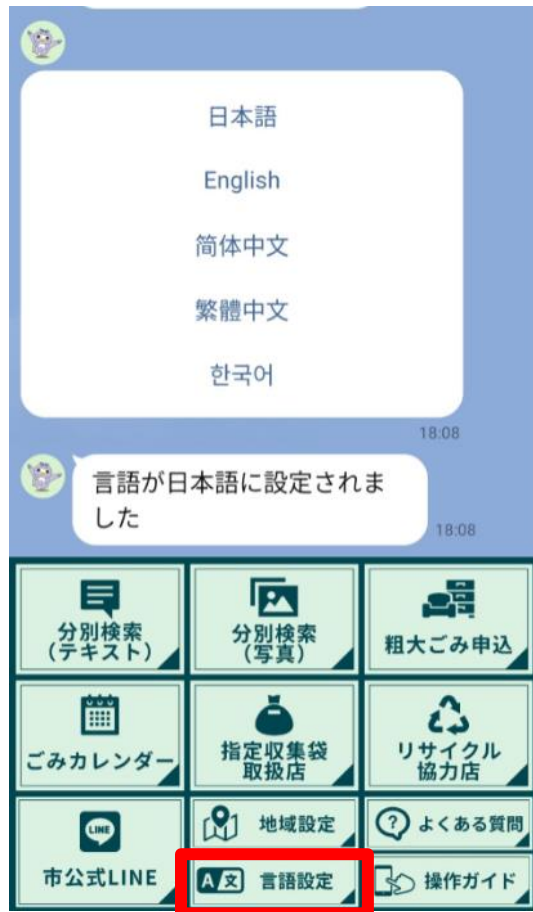 日本語
English
简体中文
繁體中文
한국어
18:08
言語が日本語に設定されま
した
18:08
分別検索
(テキスト)
分別検索
(写真)
粗大ごみ申込
ごみカレンダー
指定収集袋
取扱店
リサイクル
協力店
LINE
市公式LINE
地域設定
? よくある質問
A文 言語設定
操作ガイド